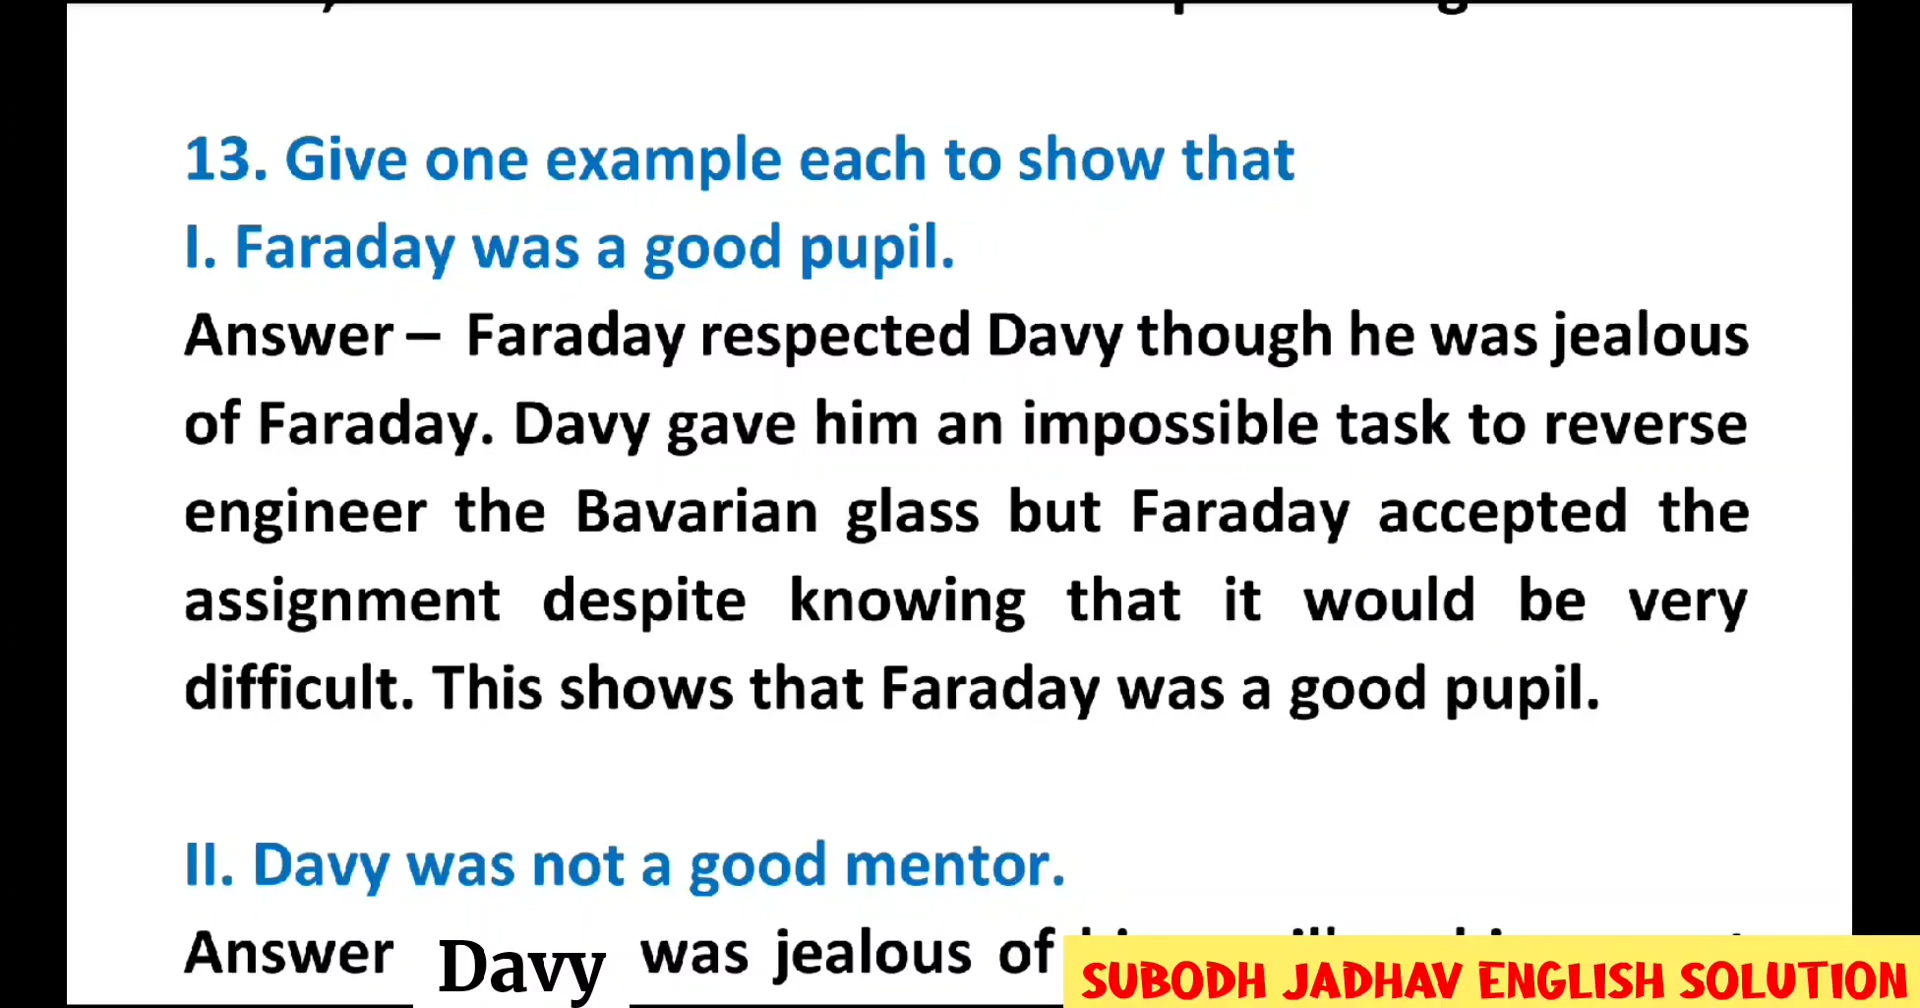 13. Give one example each to show that
I. Faraday was a good pupil.
Answer – Faraday respected Davy though he was jealous
of Faraday. Davy gave him an impossible task to reverse
engineer the Bavarian glass but Faraday accepted the
assignment despite knowing that it would be very
difficult. This shows that Faraday was a good pupil.
II. Davy was not a good mentor.
Answer Davy was jealous of
SUBODH JADHAV ENGLISH SOLUTION